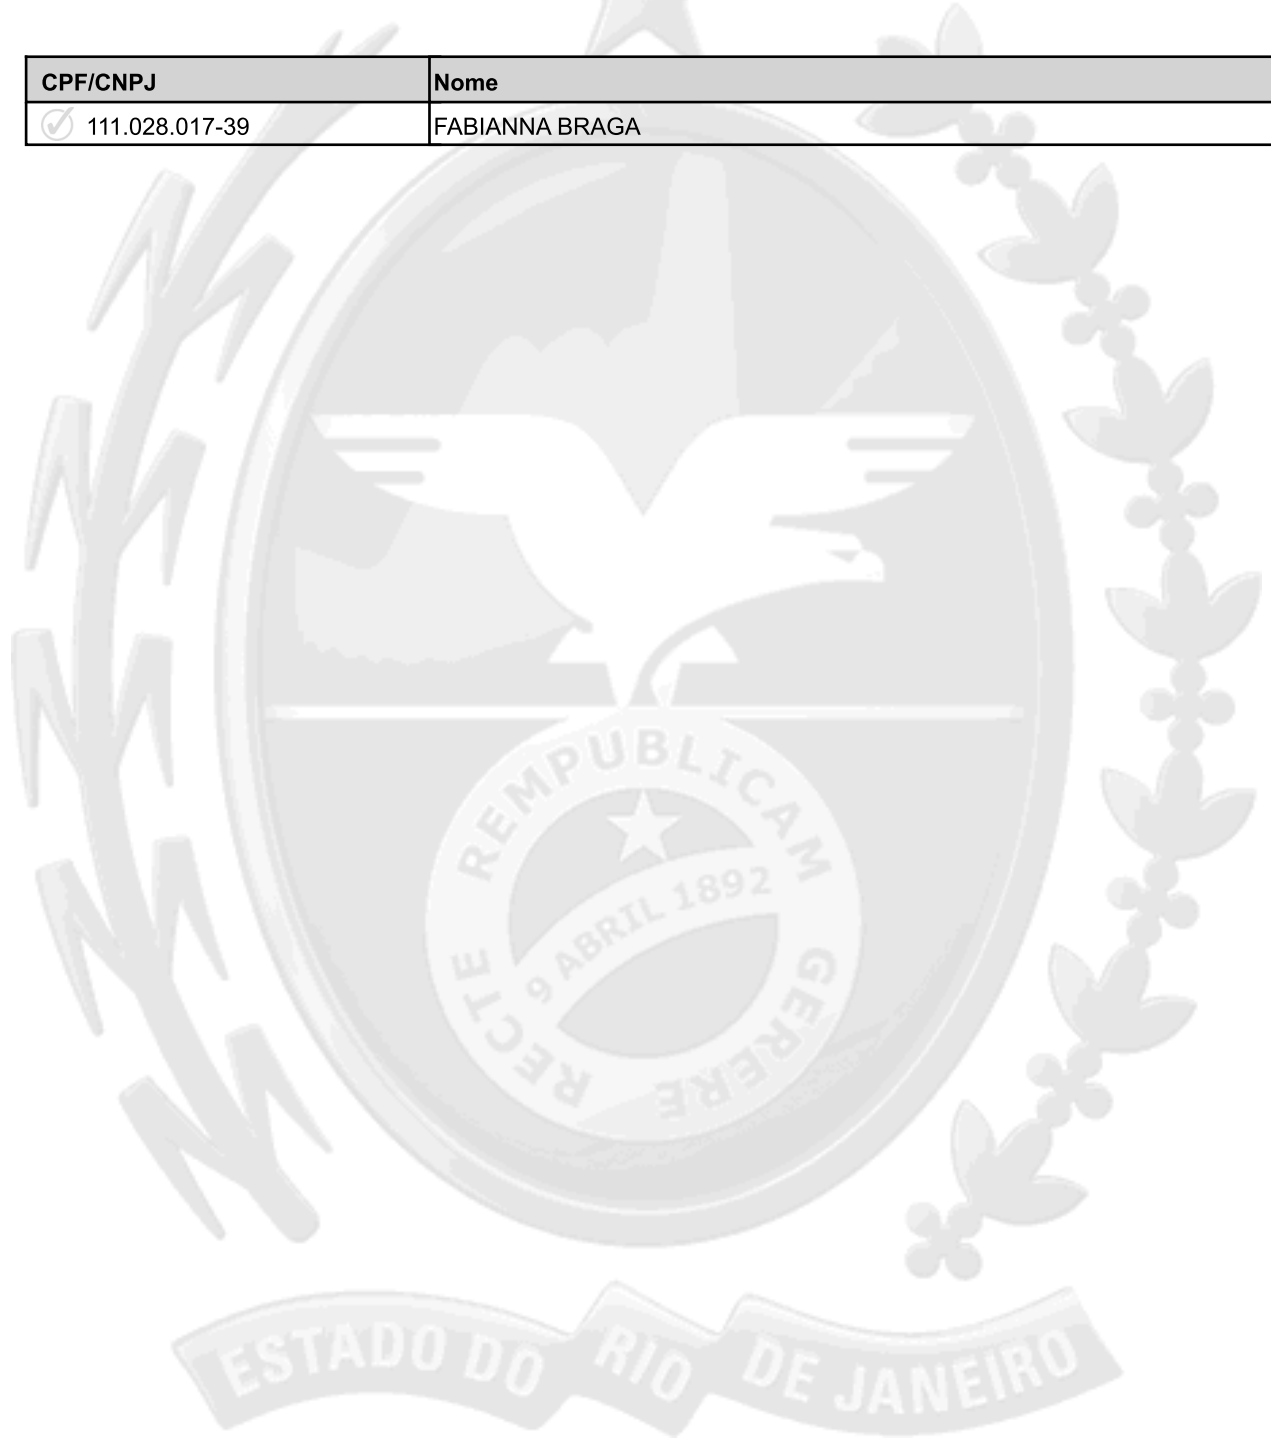 CPF/CNPJ Nome
111.028.017-39 FABIANNA BRAGA
RECTE REMPUBLICAM GERERE
9 ABRIL 1892
ESTADO DO RIO DE JANEIRO